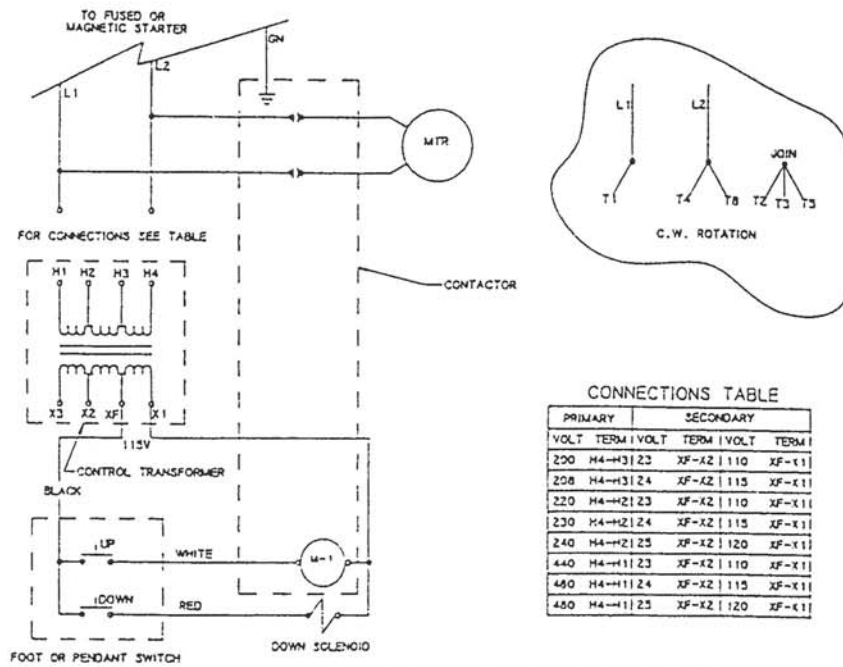 TO FUSED OR
MAGNETIC STARTER
GN
L1
L2
MTR
FOR CONNECTIONS SEE TABLE
H1 H2 H3 H4
CONTACTOR
X3 X2 XF X1
115V
CONTROL TRANSFORMER
BLACK
UP
WHITE
M-1
DOWN
RED
DOWN SOLENOID
FOOT OR PENDANT SWITCH
L1 L2
JOIN
T1 T4 T8 T2 T3 T5
C.W. ROTATION
CONNECTIONS TABLE
PRIMARY SECONDARY
VOLT TERM VOLT TERM VOLT TERM
200 H4-H3 23 XF-X2 110 XF-X1
208 H4-H3 24 XF-X2 115 XF-X1
220 H4-H2 23 XF-X2 110 XF-X1
230 H4-H2 24 XF-X2 115 XF-X1
240 H4-H2 25 XF-X2 120 XF-X1
440 H4-H1 23 XF-X2 110 XF-X1
460 H4-H1 24 XF-X2 115 XF-X1
480 H4-H1 25 XF-X2 120 XF-X1